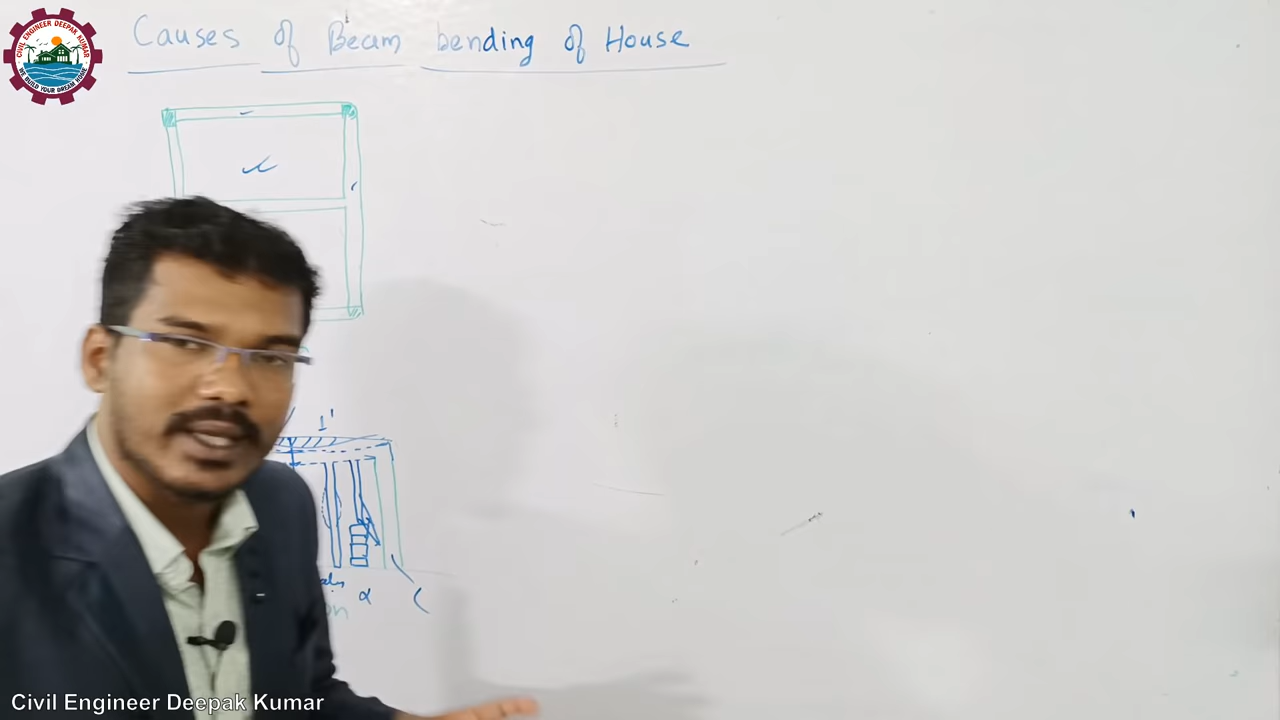 CIVIL ENGINEER DEEPAK KUMAR
WE BUILD YOUR DREAM HOME
Causes of Beam bending of House
1'
α
Civil Engineer Deepak Kumar